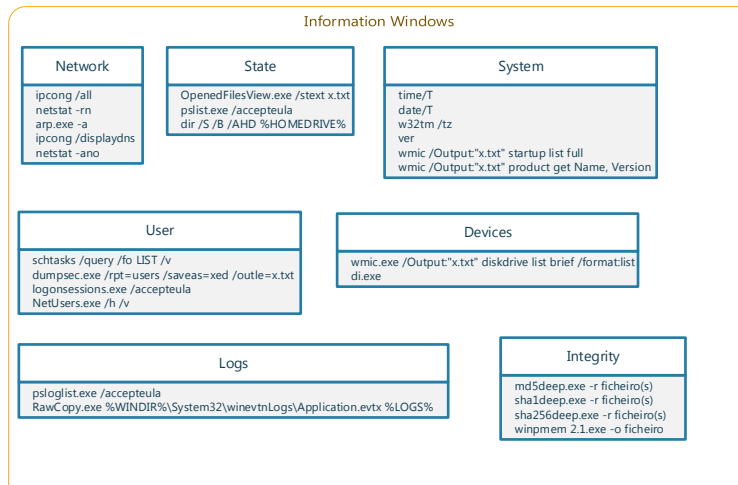 Information Windows
Network
ipcong /all
netstat -rn
arp.exe -a
ipcong /displaydns
netstat -ano
State
OpenedFilesView.exe /stext x.txt
pslist.exe /accepteula
dir /S /B /AHD %HOMEDRIVE%
System
time/T
date/T
w32tm /tz
ver
wmic /Output:"x.txt" startup list full
wmic /Output:"x.txt" product get Name, Version
User
schtasks /query /fo LIST /v
dumpsec.exe /rpt=users /saveas=xed /outle=x.txt
logonsessions.exe /accepteula
NetUsers.exe /h /v
Devices
wmic.exe /Output:"x.txt" diskdrive list brief /format:list
di.exe
Logs
psloglist.exe /accepteula
RawCopy.exe %WINDIR%\System32\winevtnLogs\Application.evtx %LOGS%
Integrity
md5deep.exe -r ficheiro(s)
sha1deep.exe -r ficheiro(s)
sha256deep.exe -r ficheiro(s)
winpmem 2.1.exe -o ficheiro